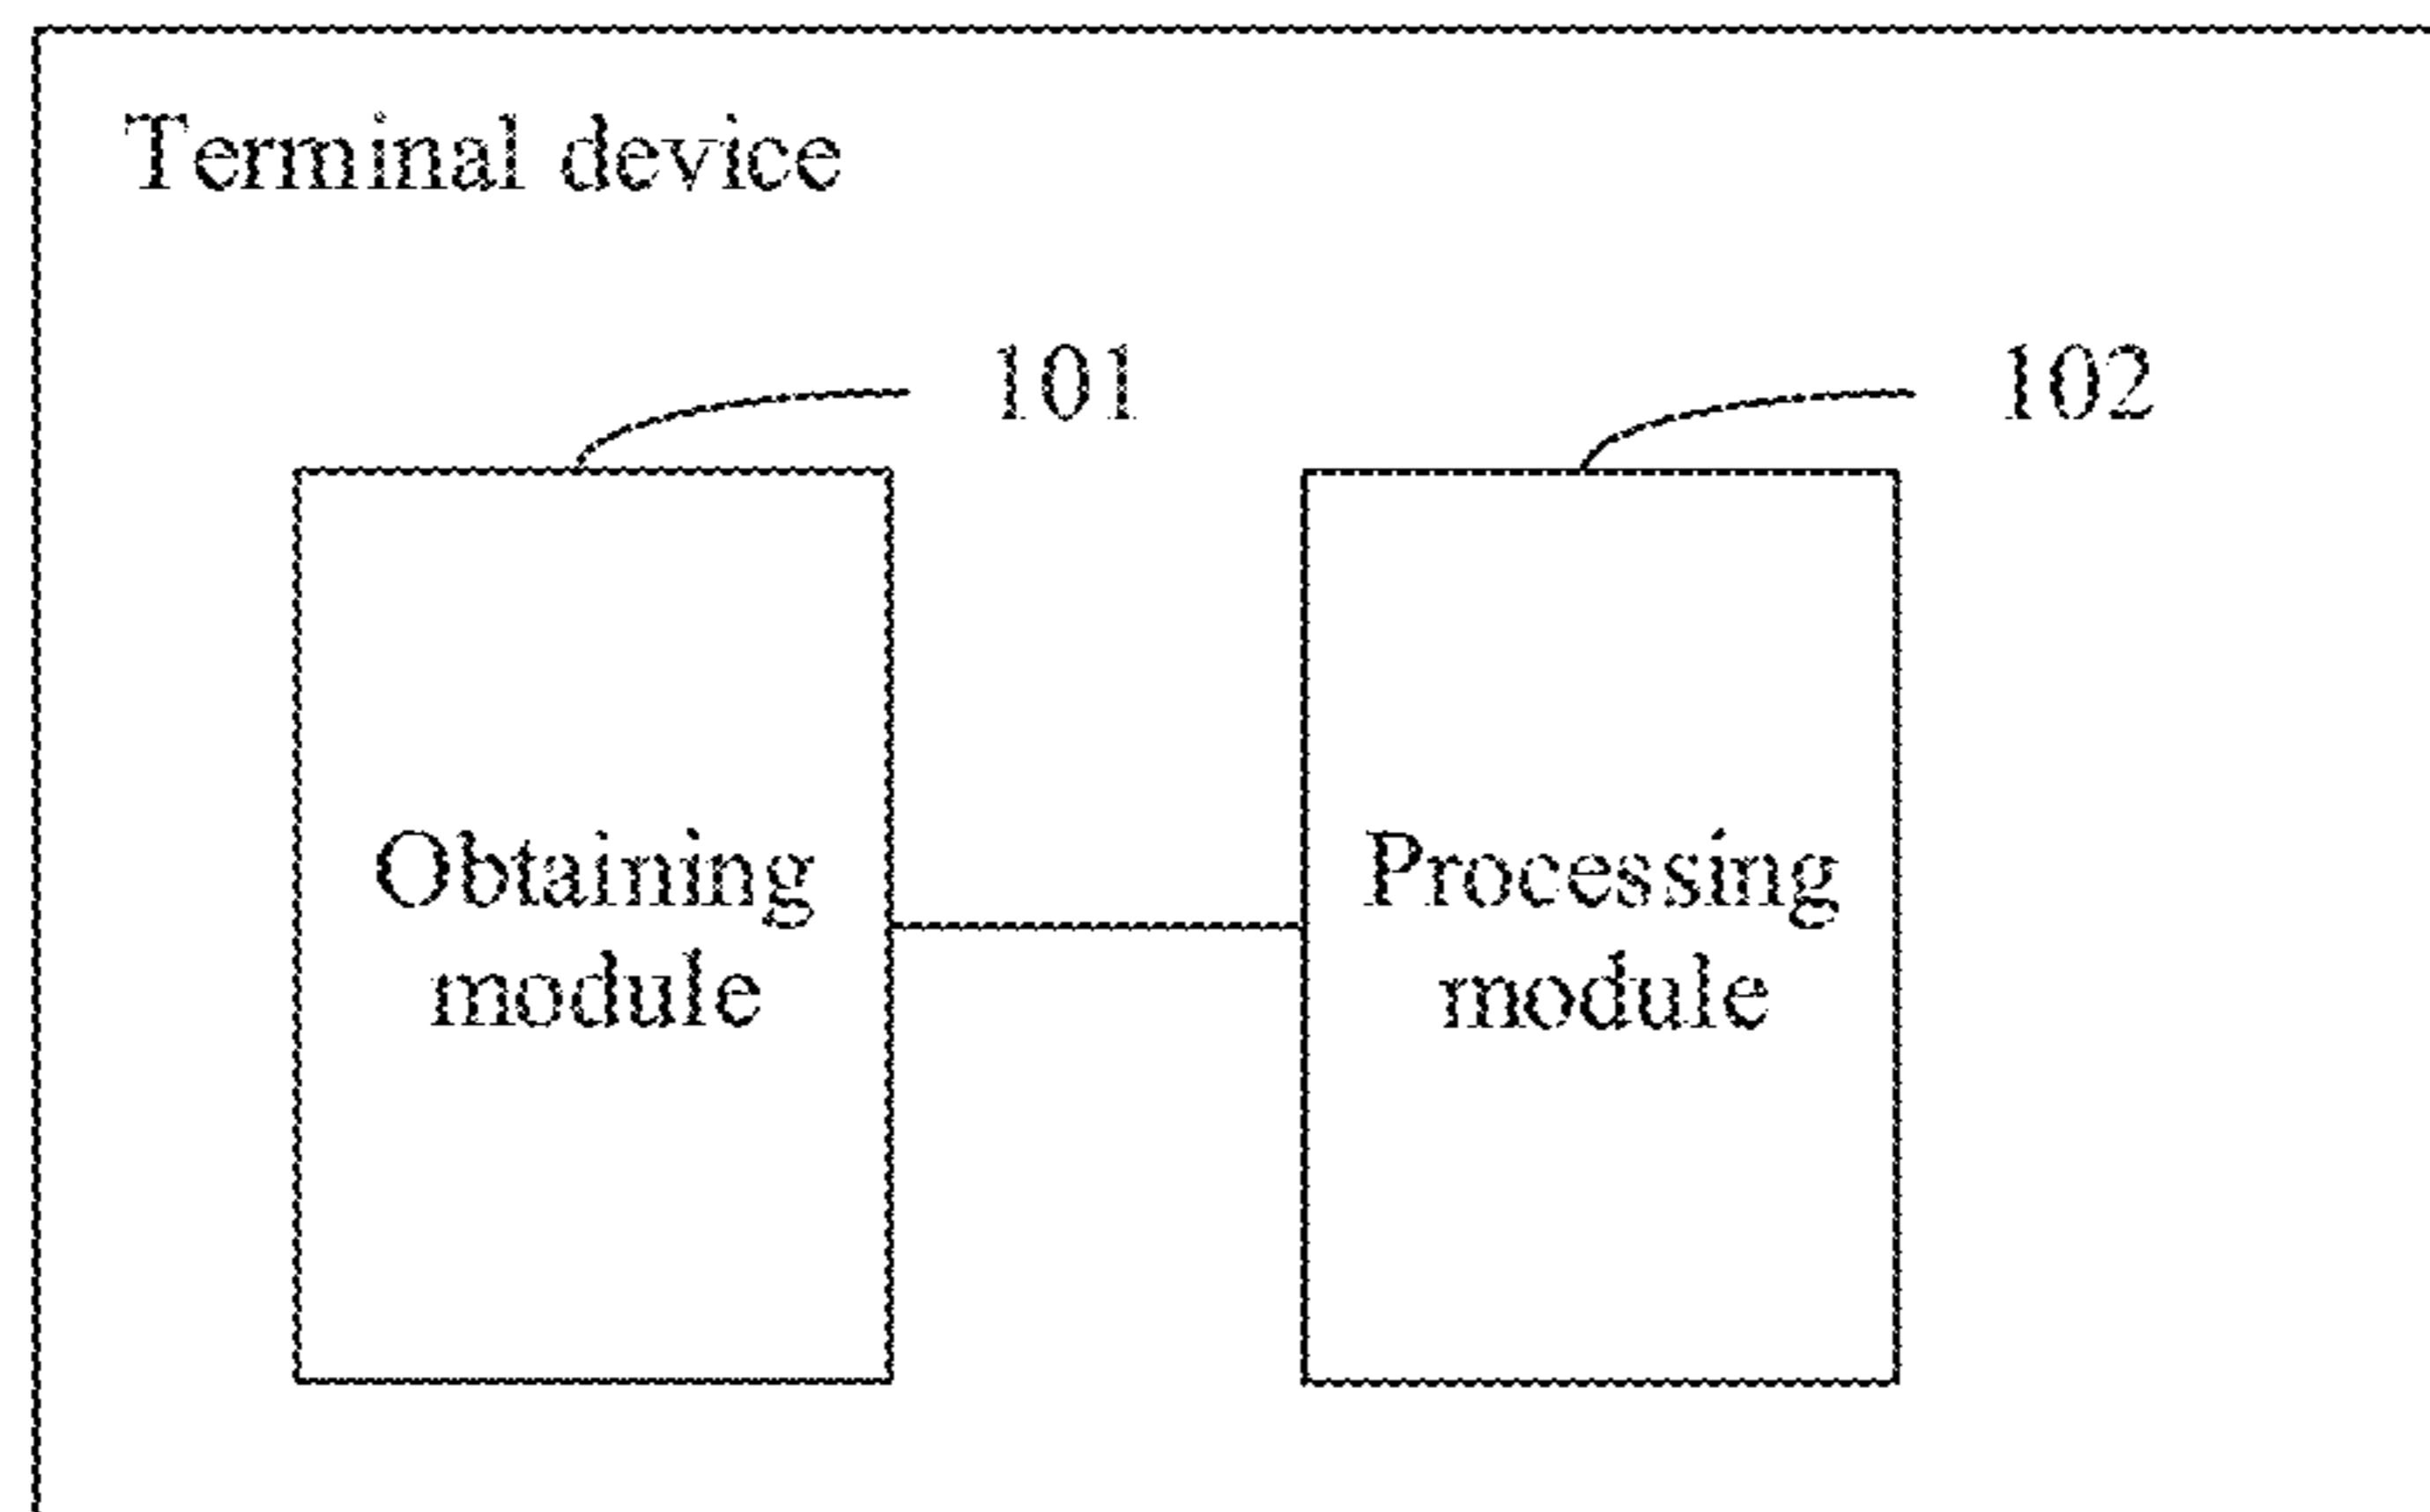 Terminal device
101
102
Obtaining
module
Processing
module